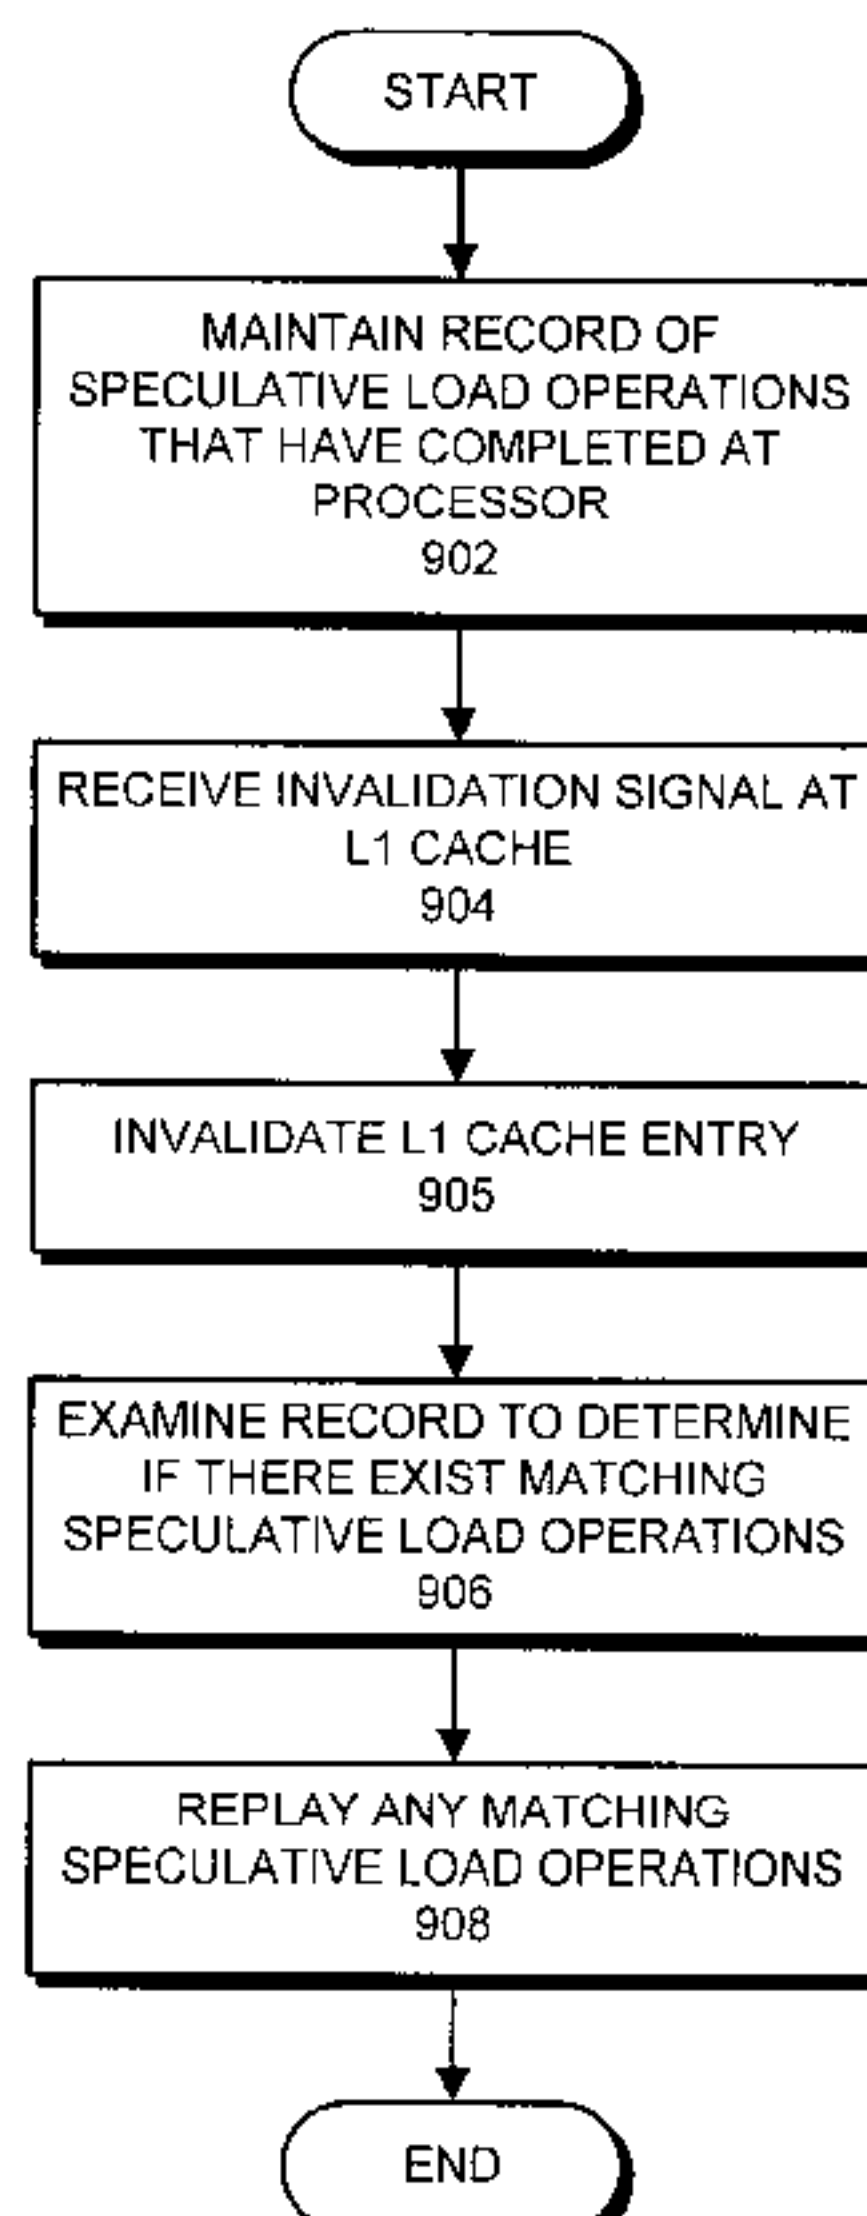 START
MAINTAIN RECORD OF
SPECULATIVE LOAD OPERATIONS
THAT HAVE COMPLETED AT
PROCESSOR
902
RECEIVE INVALIDATION SIGNAL AT
L1 CACHE
904
INVALIDATE L1 CACHE ENTRY
905
EXAMINE RECORD TO DETERMINE
IF THERE EXIST MATCHING
SPECULATIVE LOAD OPERATIONS
906
REPLAY ANY MATCHING
SPECULATIVE LOAD OPERATIONS
908
END